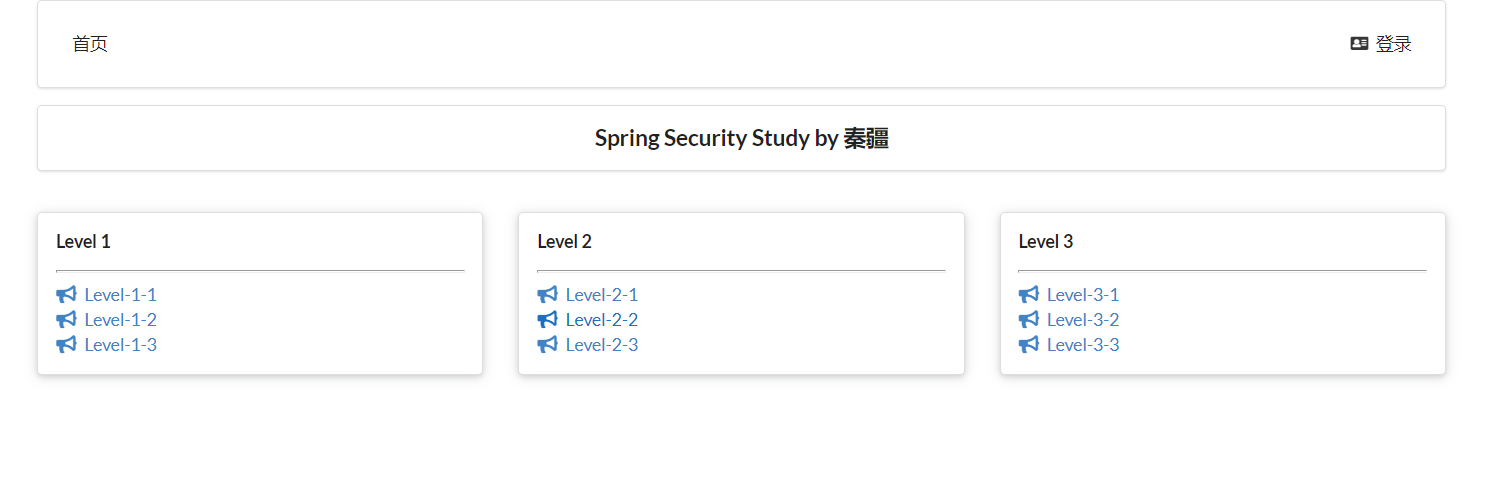 首页
登录
Spring Security Study by 秦疆
Level 1
Level-1-1
Level-1-2
Level-1-3
Level 2
Level-2-1
Level-2-2
Level-2-3
Level 3
Level-3-1
Level-3-2
Level-3-3